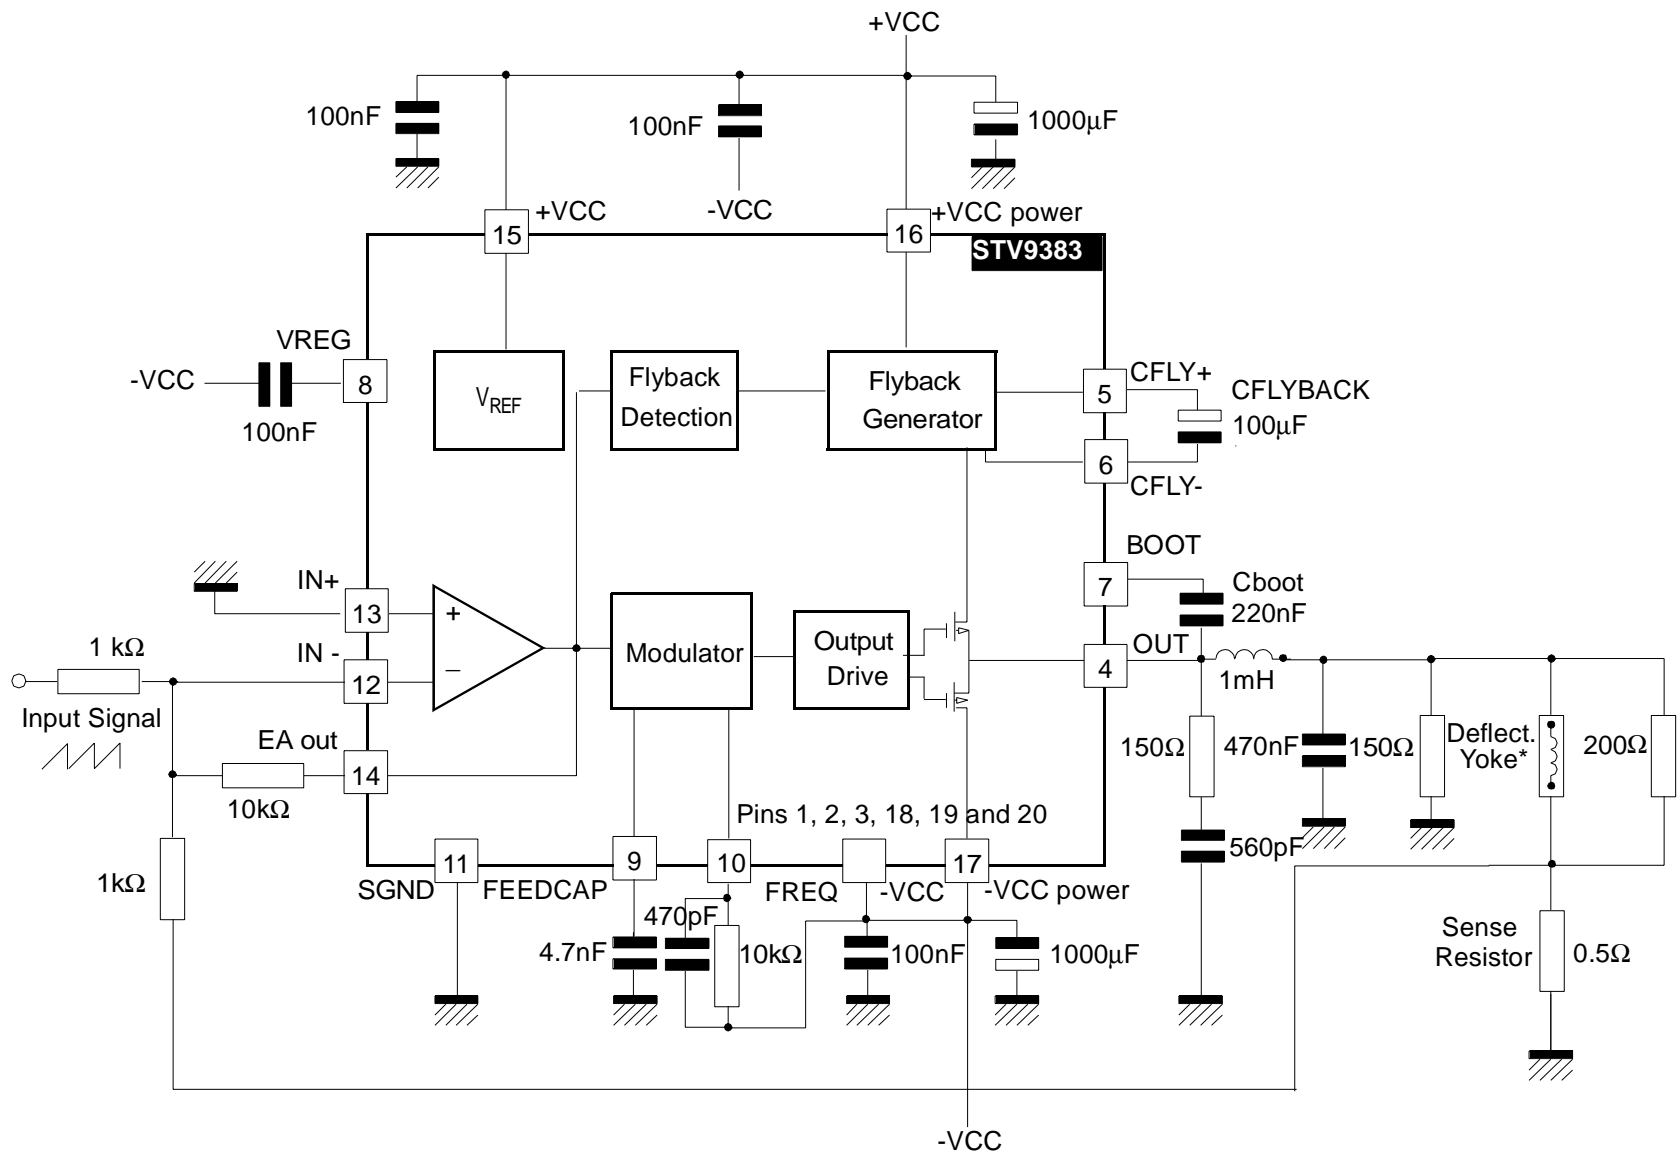 +VCC
100nF
100nF
1000µF
+VCC
-VCC
+VCC power
15
16
STV9383
VREG
-VCC
8
100nF
VREF
Flyback
Detection
Flyback
Generator
CFLY+
5
CFLYBACK
100µF
6
CFLY-
BOOT
7
Cboot
220nF
IN+
13
+
1 kΩ
IN -
12
–
Input Signal
Modulator
Output
Drive
OUT
4
1mH
EA out
14
10kΩ
150Ω
470nF
150Ω
Deflect.
Yoke*
200Ω
Pins 1, 2, 3, 18, 19 and 20
560pF
1kΩ
11
9
10
17
SGND
FEEDCAP
FREQ
-VCC
-VCC power
470pF
4.7nF
10kΩ
100nF
1000µF
Sense
Resistor
0.5Ω
-VCC